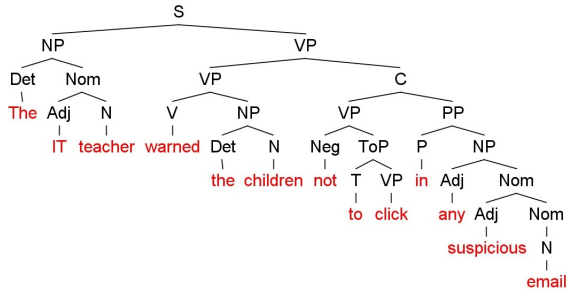 S
NP VP
Det Nom VP C
The Adj N V NP VP PP
IT teacher warned Det N Neg ToP P NP
the children not T VP in Adj Nom
to click any Adj Nom
suspicious N
email